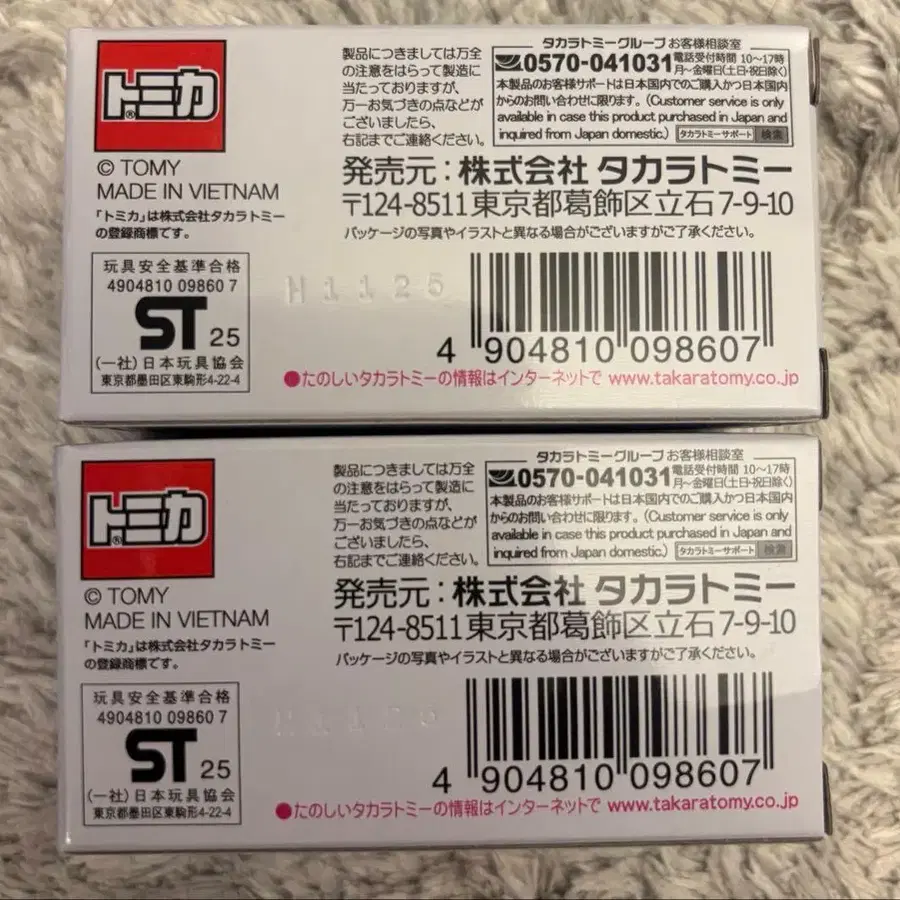 トミカ®
© TOMY
MADE IN VIETNAM
「トミカ」は株式会社タカラトミー
の登録商標です。
玩具安全基準合格
4904810 09860 7
ST 25
(一社)日本玩具協会
東京都墨田区東駒形4-22-4
製品につきましては万全
の注意をはらって製造に
当たっておりますが、
万一お気づきの点などが
ございましたら、
右記までご連絡ください。
タカラトミーグループ お客様相談室
0570-041031 電話受付時間 10〜17時
月〜金曜日(土日・祝日除く)
本製品のお客様サポートは日本国内でのご購入かつ日本国内
からのお問い合わせに限ります。(Customer service is only
available in case this product purchased in Japan and
inquired from Japan domestic.) タカラトミーサポート 検索
発売元：株式会社 タカラトミー
〒124-8511 東京都葛飾区立石7-9-10
パッケージの写真やイラストと異なる場合がございますがご了承ください。
H1125
4 904810 098607
●たのしいタカラトミーの情報はインターネットで www.takaratomy.co.jp
トミカ®
© TOMY
MADE IN VIETNAM
「トミカ」は株式会社タカラトミー
の登録商標です。
玩具安全基準合格
4904810 09860 7
ST 25
(一社)日本玩具協会
東京都墨田区東駒形4-22-4
製品につきましては万全
の注意をはらって製造に
当たっておりますが、
万一お気づきの点などが
ございましたら、
右記までご連絡ください。
タカラトミーグループ お客様相談室
0570-041031 電話受付時間 10〜17時
月〜金曜日(土日・祝日除く)
本製品のお客様サポートは日本国内でのご購入かつ日本国内
からのお問い合わせに限ります。(Customer service is only
available in case this product purchased in Japan and
inquired from Japan domestic.) タカラトミーサポート 検索
発売元：株式会社 タカラトミー
〒124-8511 東京都葛飾区立石7-9-10
パッケージの写真やイラストと異なる場合がございますがご了承ください。
4 904810 098607
●たのしいタカラトミーの情報はインターネットで www.takaratomy.co.jp